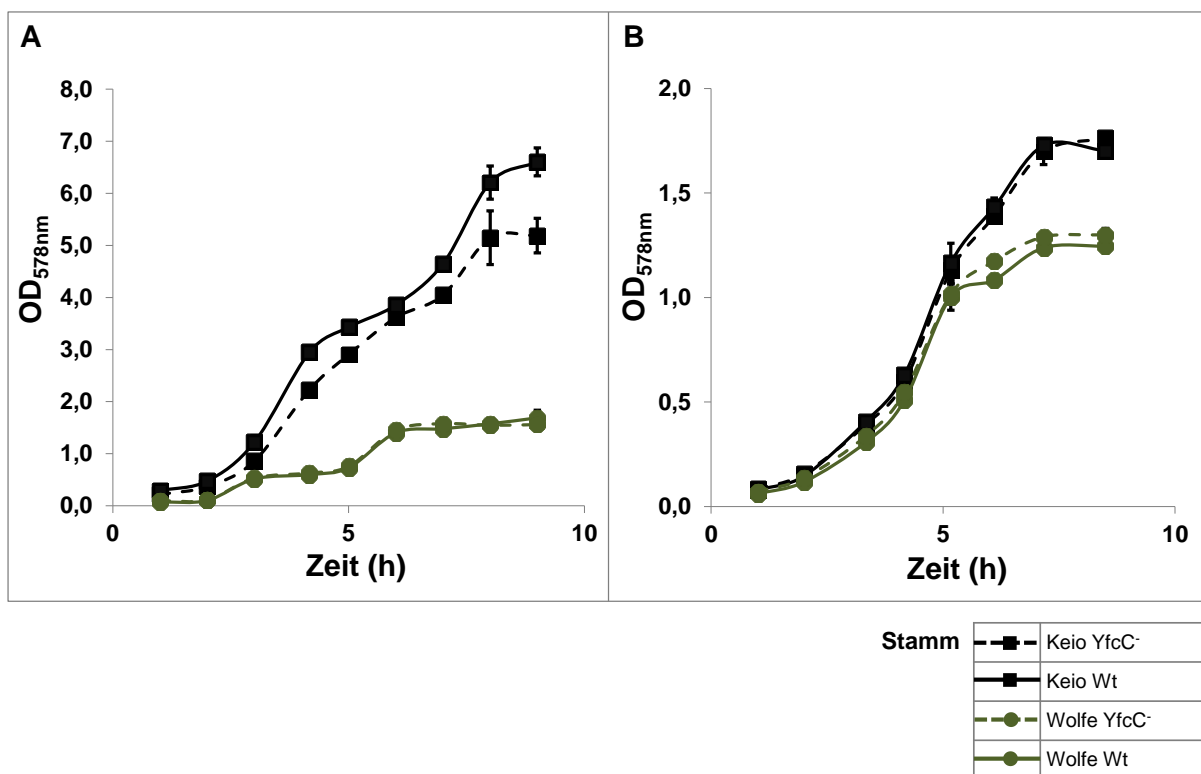 A
8,0
7,0
6,0
5,0
4,0
3,0
2,0
1,0
0,0
OD578nm
0
5
10
Zeit (h)
B
2,0
1,5
1,0
0,5
0,0
OD578nm
0
5
10
Zeit (h)
Stamm
Keio YfcC-
Keio Wt
Wolfe YfcC-
Wolfe Wt